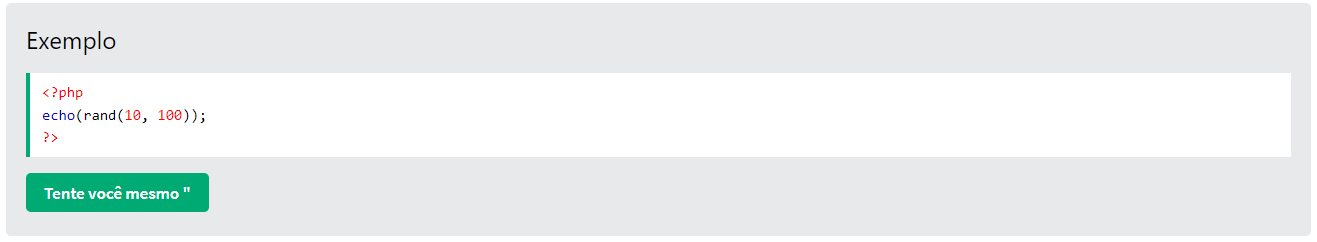 Exemplo
<?php
echo(rand(10, 100));
?>
Tente você mesmo "